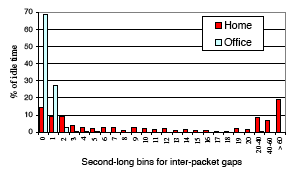 70
60
50
40
30
20
10
0
% of idle time
Home
Office
0 1 2 3 4 5 6 7 8 9 10 11 12 13 14 15 16 17 18 19 20 20-40 40-60 > 60
Second-long bins for inter-packet gaps